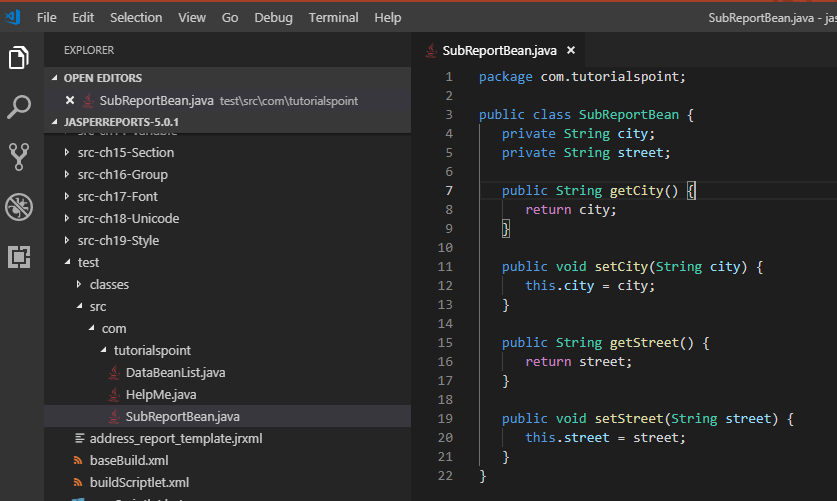 File Edit Selection View Go Debug Terminal Help
SubReportBean.java - jas
EXPLORER
OPEN EDITORS
SubReportBean.java test\src\com\tutorialspoint
JASPERREPORTS-5.0.1
src-ch15-Section
src-ch16-Group
src-ch17-Font
src-ch18-Unicode
src-ch19-Style
test
classes
src
com
tutorialspoint
DataBeanList.java
HelpMe.java
SubReportBean.java
address_report_template.jrxml
baseBuild.xml
buildScriptlet.xml
SubReportBean.java
1 package com.tutorialspoint;
2
3 public class SubReportBean {
4 private String city;
5 private String street;
6
7 public String getCity() {
8 return city;
9 }
10
11 public void setCity(String city) {
12 this.city = city;
13 }
14
15 public String getStreet() {
16 return street;
17 }
18
19 public void setStreet(String street) {
20 this.street = street;
21 }
22 }